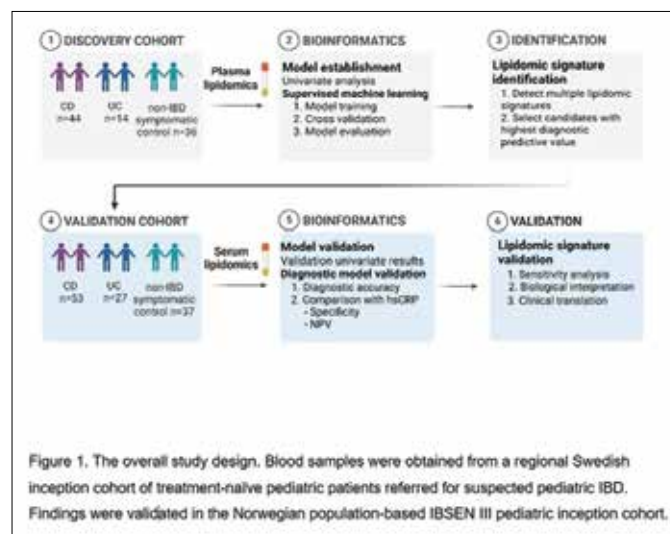 1 DISCOVERY COHORT
CD
n=44
UC
n=14
non-IBD
symptomatic
control n=36
Plasma
lipidomics
2 BIOINFORMATICS
Model establishment
Univariate analysis
Supervised machine learning
1. Model training
2. Cross validation
3. Model evaluation
3 IDENTIFICATION
Lipidomic signature
identification
1. Detect multiple lipidomic
signatures
2. Select candidates with
highest diagnostic
predictive value
4 VALIDATION COHORT
CD
n=53
UC
n=27
non-IBD
symptomatic
control n=37
Serum
lipidomics
5 BIOINFORMATICS
Model validation
Validation univariate results
Diagnostic model validation
1. Diagnostic accuracy
2. Comparison with hsCRP
- Specificity
- NPV
6 VALIDATION
Lipidomic signature
validation
1. Sensitivity analysis
2. Biological interpretation
3. Clinical translation
Figure 1. The overall study design. Blood samples were obtained from a regional Swedish
inception cohort of treatment-naïve pediatric patients referred for suspected pediatric IBD.
Findings were validated in the Norwegian population-based IBSEN III pediatric inception cohort.